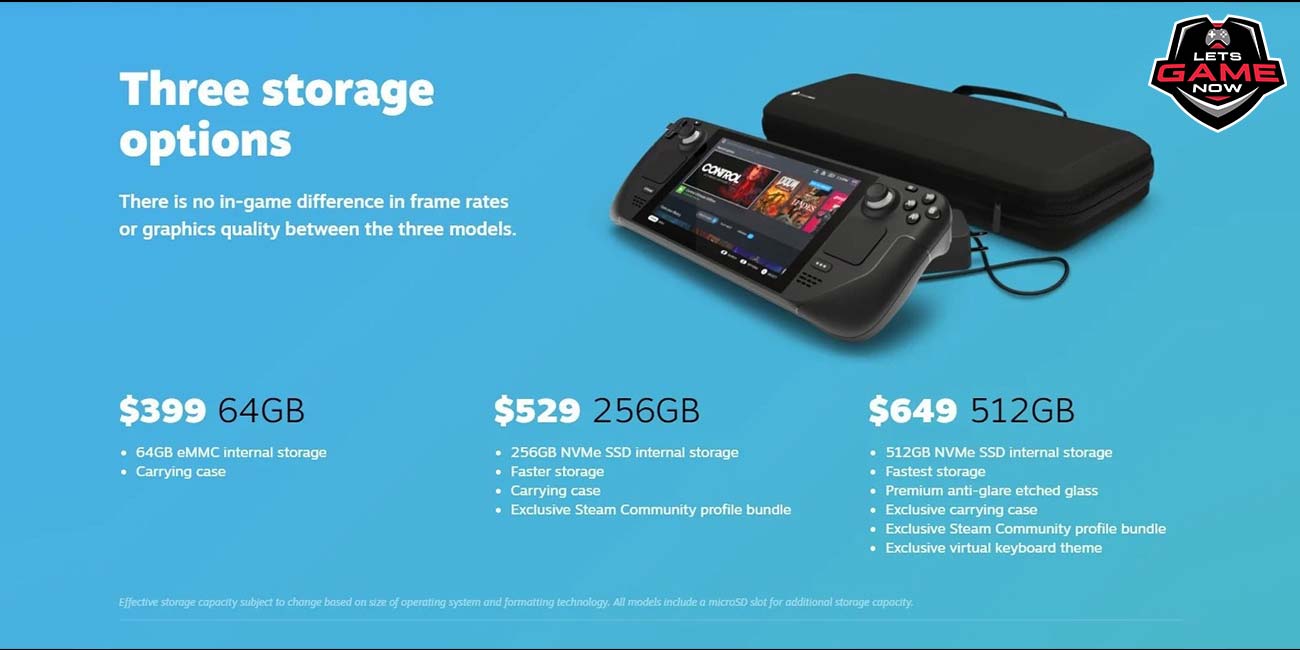 LETS
GAME
NOW
Three storage
options
There is no in-game difference in frame rates
or graphics quality between the three models.
CONTROL
DOOM
$399 64GB
• 64GB eMMC internal storage
• Carrying case
$529 256GB
• 256GB NVMe SSD internal storage
• Faster storage
• Carrying case
• Exclusive Steam Community profile bundle
$649 512GB
• 512GB NVMe SSD internal storage
• Fastest storage
• Premium anti-glare etched glass
• Exclusive carrying case
• Exclusive Steam Community profile bundle
• Exclusive virtual keyboard theme
Effective storage capacity subject to change based on size of operating system and formatting technology. All models include a microSD slot for additional storage capacity.